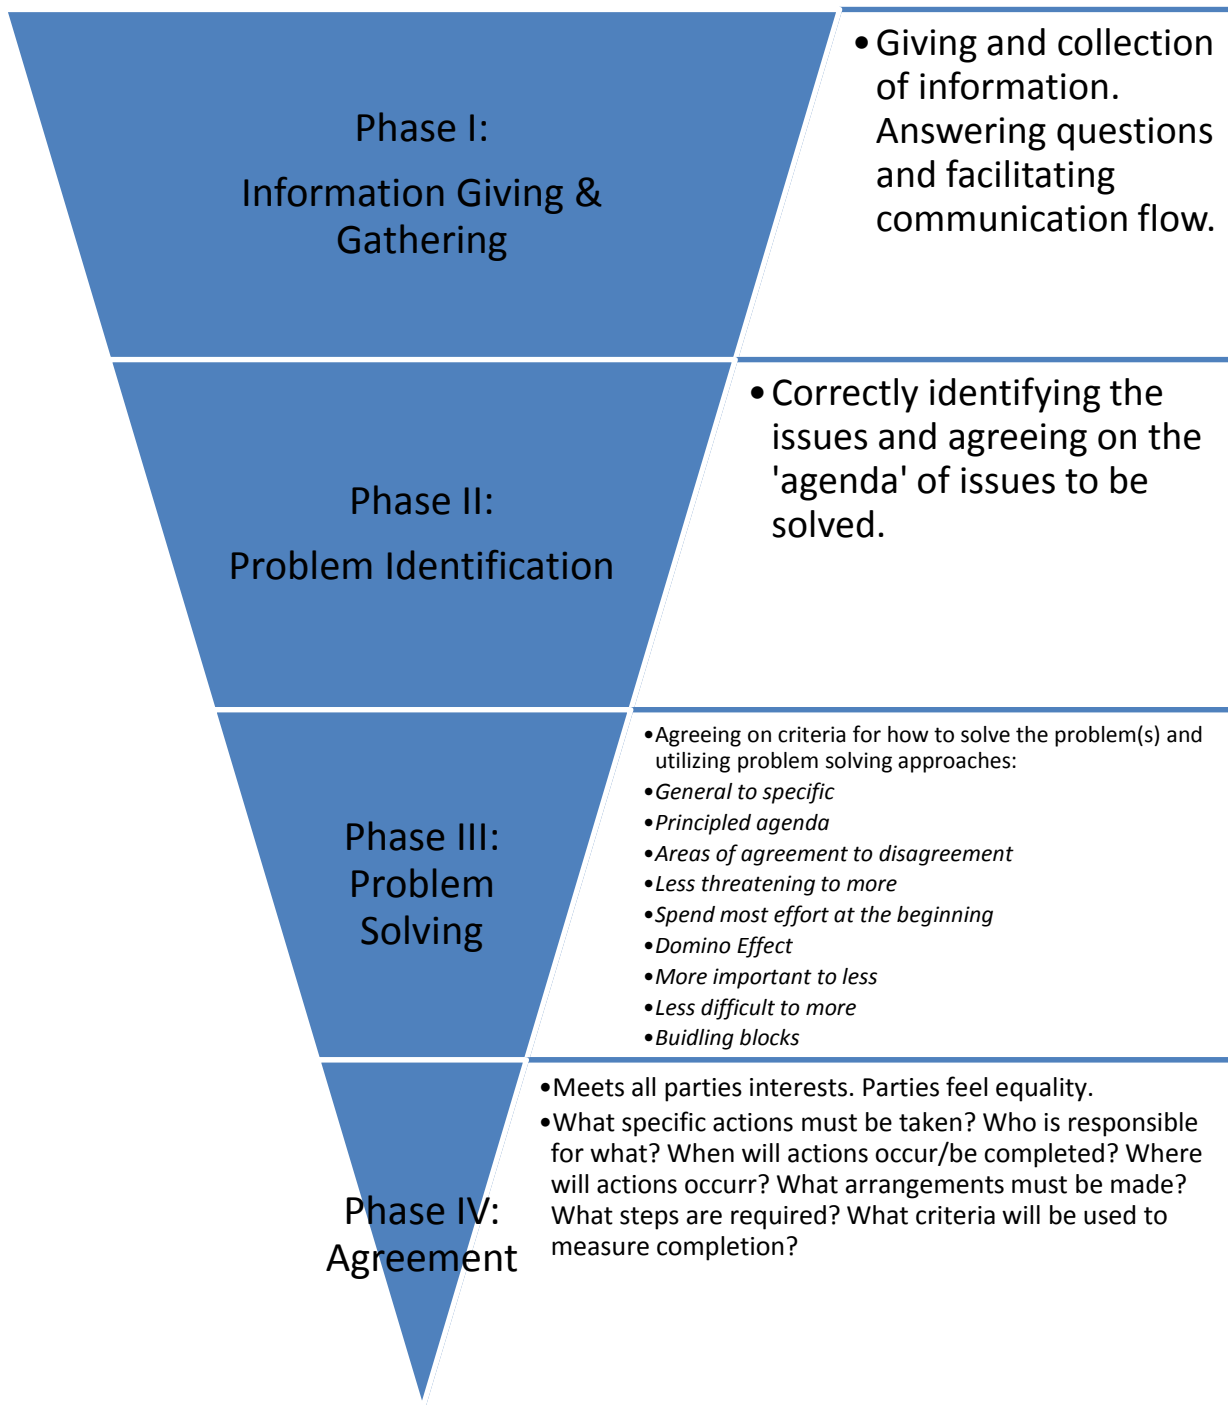 Phase I:
Information Giving &
Gathering
•Giving and collection
of information.
Answering questions
and facilitating
communication flow.
Phase II:
Problem Identification
•Correctly identifying the
issues and agreeing on the
'agenda' of issues to be
solved.
Phase III:
Problem
Solving
•Agreeing on criteria for how to solve the problem(s) and
utilizing problem solving approaches:
•General to specific
•Principled agenda
•Areas of agreement to disagreement
•Less threatening to more
•Spend most effort at the beginning
•Domino Effect
•More important to less
•Less difficult to more
•Buidling blocks
Phase IV:
Agreement
•Meets all parties interests. Parties feel equality.
•What specific actions must be taken? Who is responsible
for what? When will actions occur/be completed? Where
will actions occurr? What arrangements must be made?
What steps are required? What criteria will be used to
measure completion?